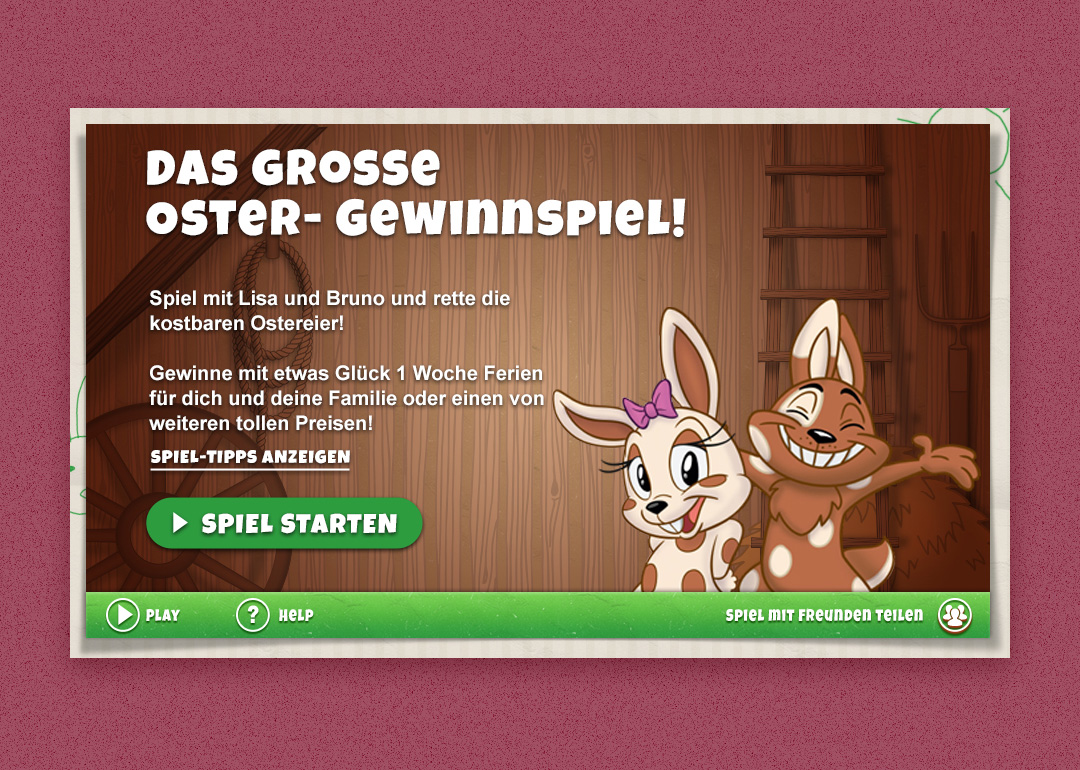 DAS GROSSE
OSTER- GEWINNSPIEL!
Spiel mit Lisa und Bruno und rette die
kostbaren Ostereier!
Gewinne mit etwas Glück 1 Woche Ferien
für dich und deine Familie oder einen von
weiteren tollen Preisen!
SPIEL-TIPPS ANZEIGEN
SPIEL STARTEN
PLAY
?
HELP
SPIEL MIT FREUNDEN TEILEN